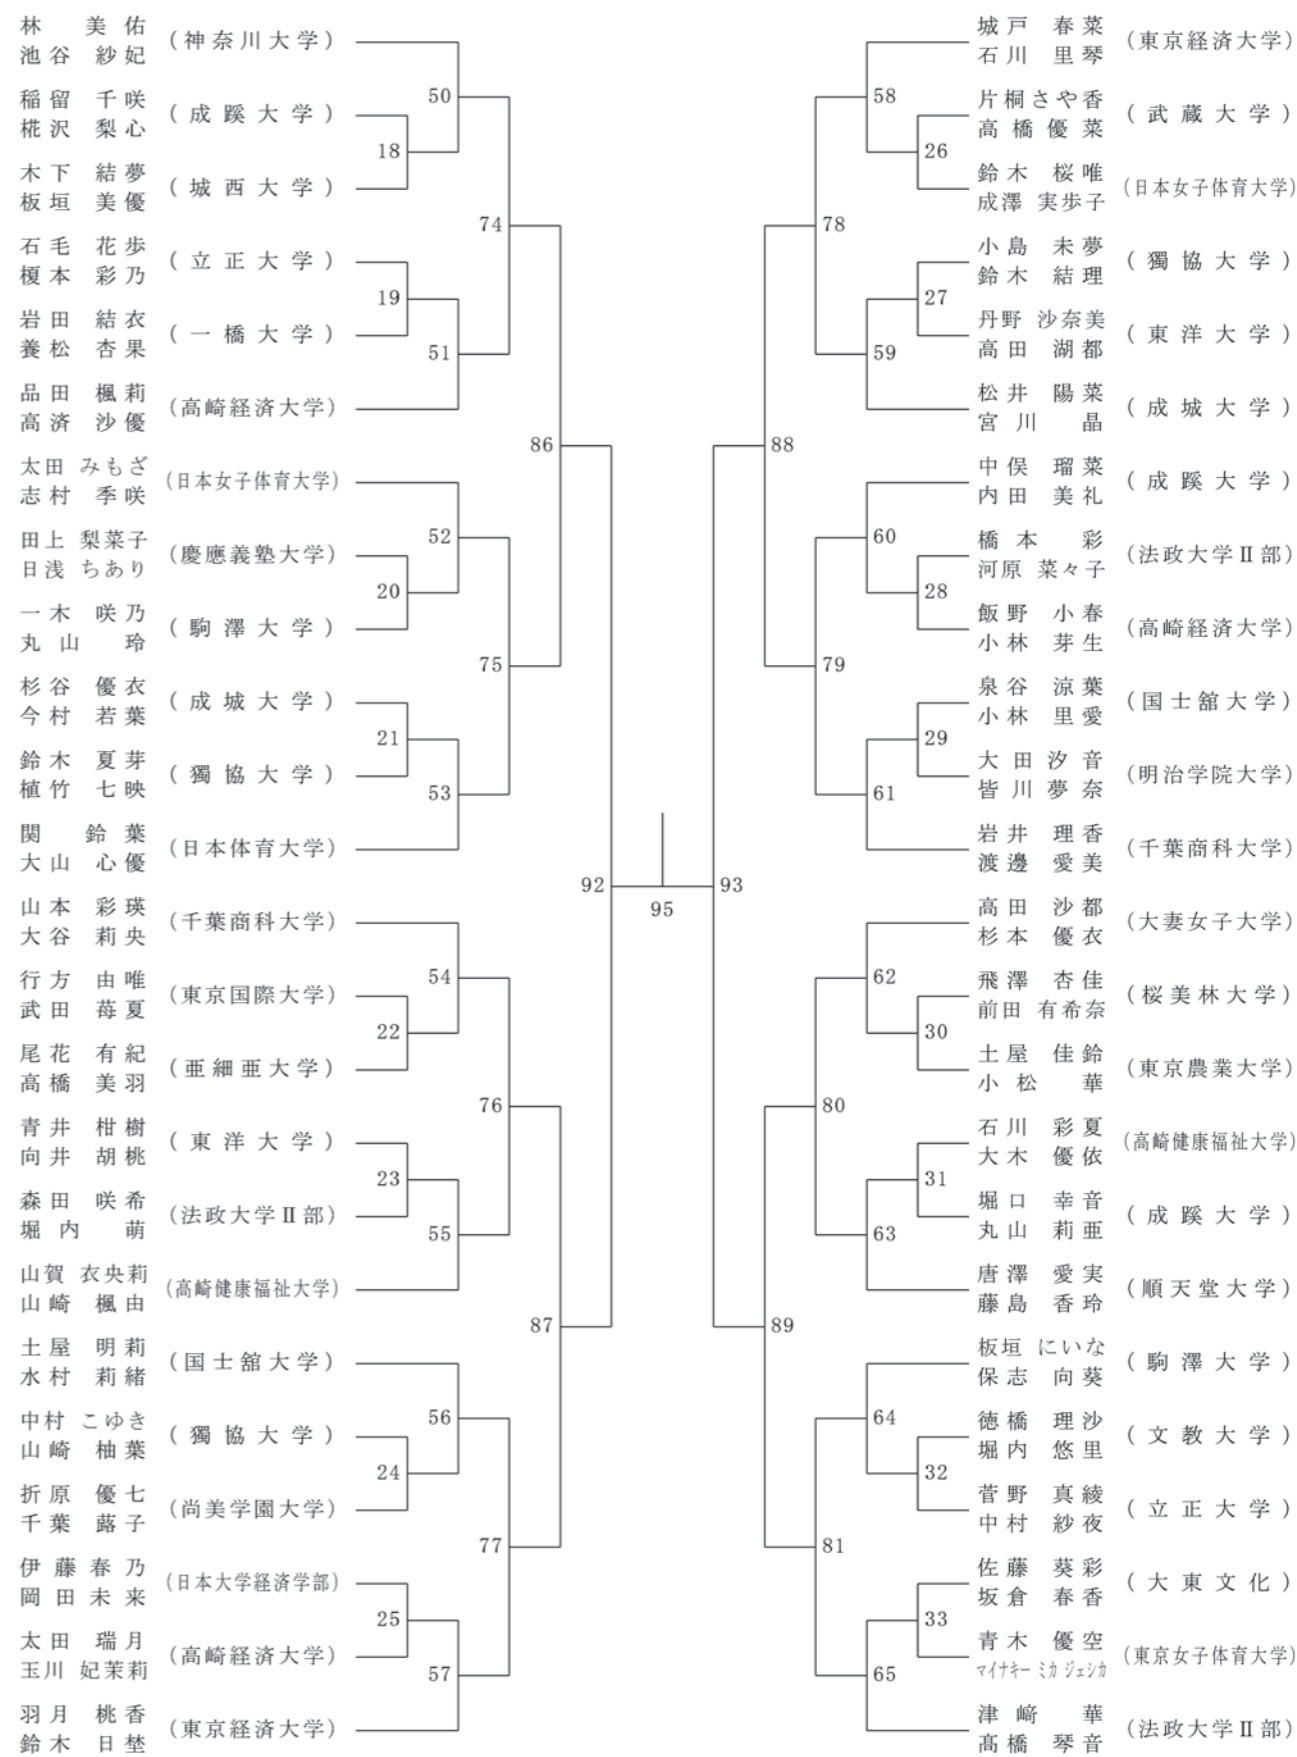 林　美佑
池谷 紗妃
(神奈川大学)
稲留 千咲
椛沢 梨心
(成蹊大学)
木下 結夢
板垣 美優
(城西大学)
石毛 花歩
榎本 彩乃
(立正大学)
岩田 結衣
養松 杏果
(一橋大学)
品田 楓莉
高済 沙優
(高崎経済大学)
太田 みもざ
志村 季咲
(日本女子体育大学)
田上 梨菜子
日浅 ちあり
(慶應義塾大学)
一木 咲乃
丸山　玲
(駒澤大学)
杉谷 優衣
今村 若葉
(成城大学)
鈴木 夏芽
植竹 七映
(獨協大学)
関　鈴葉
大山 心優
(日本体育大学)
山本 彩瑛
大谷 莉央
(千葉商科大学)
行方 由唯
武田 苺夏
(東京国際大学)
尾花 有紀
高橋 美羽
(亜細亜大学)
青井 柑樹
向井 胡桃
(東洋大学)
森田 咲希
堀内　萌
(法政大学Ⅱ部)
山賀 衣央莉
山崎 楓由
(高崎健康福祉大学)
土屋 明莉
水村 莉緒
(国士舘大学)
中村 こゆき
山崎 柚葉
(獨協大学)
折原 優七
千葉 蕗子
(尚美学園大学)
伊藤春乃
岡田未来
(日本大学経済学部)
太田 瑞月
玉川 妃茉莉
(高崎経済大学)
羽月 桃香
鈴木 日埜
(東京経済大学)
50
18
74
19
51
86
52
20
75
21
53
92
54
22
76
23
55
87
56
24
77
25
57
95
93
58
26
78
27
59
88
60
28
79
29
61
62
30
80
31
63
89
64
32
81
33
65
城戸 春菜
石川 里琴
(東京経済大学)
片桐さや香
高橋優菜
(武蔵大学)
鈴木 桜唯
成澤 実歩子
(日本女子体育大学)
小島 未夢
鈴木 結理
(獨協大学)
丹野 沙奈美
高田 湖都
(東洋大学)
松井 陽菜
宮川　晶
(成城大学)
中俣 瑠菜
内田 美礼
(成蹊大学)
橋本　彩
河原 菜々子
(法政大学Ⅱ部)
飯野 小春
小林 芽生
(高崎経済大学)
泉谷 涼葉
小林 里愛
(国士舘大学)
大田汐音
皆川夢奈
(明治学院大学)
岩井 理香
渡邊 愛美
(千葉商科大学)
高田 沙都
杉本 優衣
(大妻女子大学)
飛澤 杏佳
前田 有希奈
(桜美林大学)
土屋 佳鈴
小松　華
(東京農業大学)
石川 彩夏
大木 優依
(高崎健康福祉大学)
堀口 幸音
丸山 莉亜
(成蹊大学)
唐澤 愛実
藤島 香玲
(順天堂大学)
板垣 にいな
保志 向葵
(駒澤大学)
徳橋 理沙
堀内 悠里
(文教大学)
菅野 真綾
中村 紗夜
(立正大学)
佐藤 葵彩
坂倉 春香
(大東文化)
青木 優空
マイナキー ミカ ジェシカ
(東京女子体育大学)
津﨑　華
髙橋 琴音
(法政大学Ⅱ部)